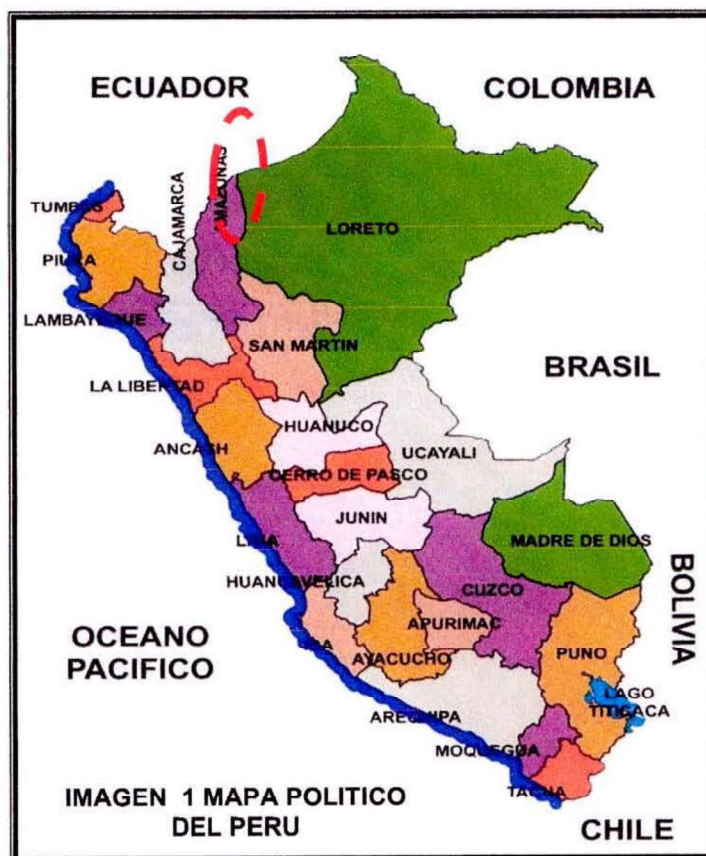 ECUADOR
COLOMBIA
MAZONAS
CAJAMARCA
TUMBES
LORETO
PIURA
LAMBAYEQUE
SAN MARTIN
BRASIL
LA LIBERTAD
HUANUCO
ANCASH
UCAYALI
CERRO DE PASCO
JUNIN
LIMA
MADRE DE DIOS
HUANCAVELICA
CUZCO
BOLIVIA
APURIMAC
OCEANO
PACIFICO
AYACUCHO
PUNO
LAGO
TITIGACA
MOQUEGUA
IMAGEN 1 MAPA POLITICO
DEL PERU
TACNA
CHILE